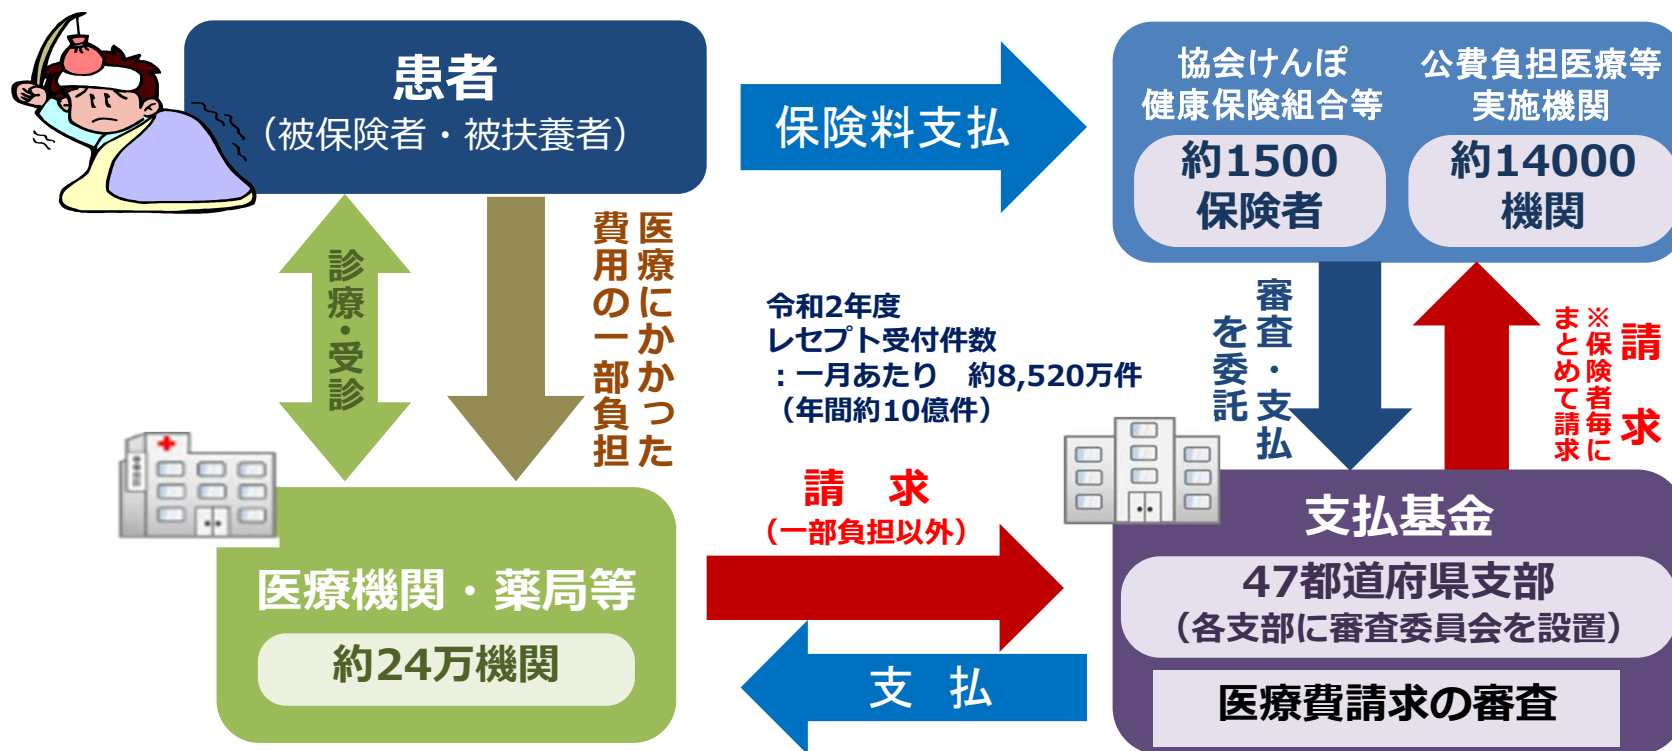 患者
（被保険者・被扶養者）
保険料支払
協会けんぽ
健康保険組合等
約1500
保険者
公費負担医療等
実施機関
約14000
機関
診療・受診
医療にかかった
費用の一部負担
令和2年度
レセプト受付件数
：一月あたり　約8,520万件
（年間約10億件）
審査・支払
を委託
請　求
※保険者毎に
まとめて請求
請　求
（一部負担以外）
支　払
医療機関・薬局等
約24万機関
支払基金
47都道府県支部
（各支部に審査委員会を設置）
医療費請求の審査